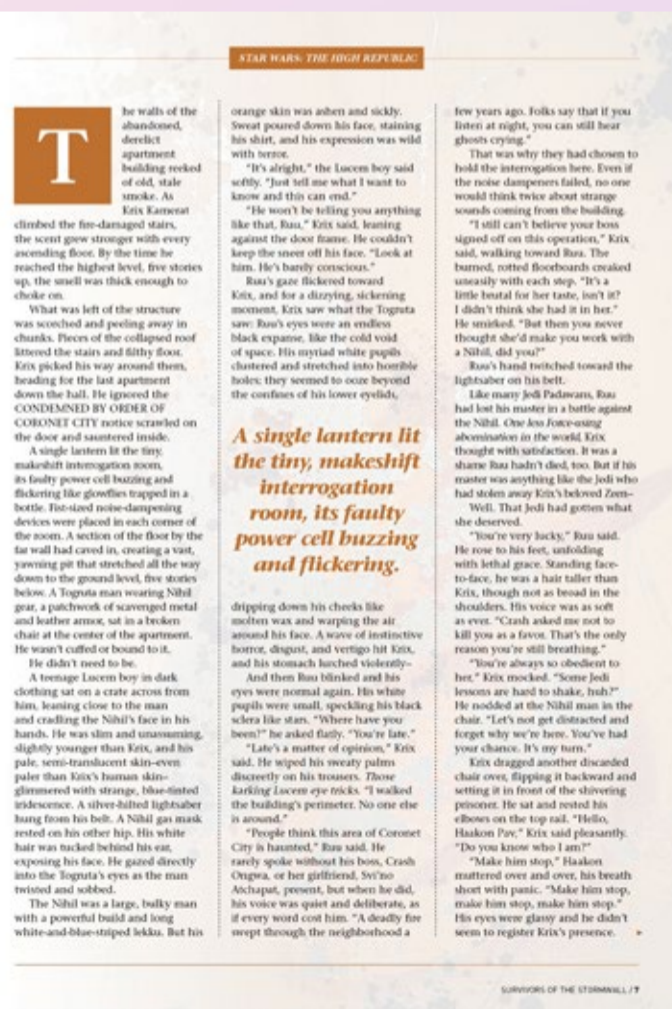 STAR WARS: THE HIGH REPUBLIC
T
he walls of the
abandoned,
derelict
apartment
building reeked
of old, stale
smoke. As
Krix Kamerat
climbed the fire-damaged stairs,
the scent grew stronger with every
ascending floor. By the time he
reached the highest level, five stories
up, the smell was thick enough to
choke on.
What was left of the structure
was scorched and peeling away in
chunks. Pieces of the collapsed roof
littered the stairs and filthy floor.
Krix picked his way around them,
heading for the last apartment
down the hall. He ignored the
CONDEMNED BY ORDER OF
CORONET CITY notice scrawled on
the door and sauntered inside.
A single lantern lit the tiny,
makeshift interrogation room,
its faulty power cell buzzing and
flickering like glowflies trapped in a
bottle. Fist-sized noise-dampening
devices were placed in each corner of
the room. A section of the floor by the
far wall had caved in, creating a vast,
yawning pit that stretched all the way
down to the ground level, five stories
below. A Togruta man wearing Nihil
gear, a patchwork of scavenged metal
and leather armor, sat in a broken
chair at the center of the apartment.
He wasn't cuffed or bound to it.
He didn't need to be.
A teenage Lucem boy in dark
clothing sat on a crate across from
him, leaning close to the man
and cradling the Nihil's face in his
hands. He was slim and unassuming,
slightly younger than Krix, and his
pale, semi-translucent skin–even
paler than Krix's human skin–
glimmered with strange, blue-tinted
iridescence. A silver-hilted lightsaber
hung from his belt. A Nihil gas mask
rested on his other hip. His white
hair was tucked behind his ear,
exposing his face. He gazed directly
into the Togruta's eyes as the man
twisted and sobbed.
The Nihil was a large, bulky man
with a powerful build and long
white-and-blue-striped lekku. But his
orange skin was ashen and sickly.
Sweat poured down his face, staining
his shirt, and his expression was wild
with terror.
"It's alright," the Lucem boy said
softly. "Just tell me what I want to
know and this can end."
"He won't be telling you anything
like that, Ruu," Krix said, leaning
against the door frame. He couldn't
keep the sneer off his face. "Look at
him. He's barely conscious."
Ruu's gaze flickered toward
Krix, and for a dizzying, sickening
moment, Krix saw what the Togruta
saw: Ruu's eyes were an endless
black expanse, like the cold void
of space. His myriad white pupils
clustered and stretched into horrible
holes; they seemed to ooze beyond
the confines of his lower eyelids,
A single lantern lit
the tiny, makeshift
interrogation
room, its faulty
power cell buzzing
and flickering.
dripping down his cheeks like
molten wax and warping the air
around his face. A wave of instinctive
horror, disgust, and vertigo hit Krix,
and his stomach lurched violently–
And then Ruu blinked and his
eyes were normal again. His white
pupils were small, speckling his black
sclera like stars. "Where have you
been?" he asked flatly. "You're late."
"Late's a matter of opinion," Krix
said. He wiped his sweaty palms
discreetly on his trousers. Those
karking Lucem eye tricks. "I walked
the building's perimeter. No one else
is around."
"People think this area of Coronet
City is haunted," Ruu said. He
rarely spoke without his boss, Crash
Ongwa, or her girlfriend, Svi'no
Atchapat, present, but when he did,
his voice was quiet and deliberate, as
if every word cost him. "A deadly fire
swept through the neighborhood a
few years ago. Folks say that if you
listen at night, you can still hear
ghosts crying."
That was why they had chosen to
hold the interrogation here. Even if
the noise dampeners failed, no one
would think twice about strange
sounds coming from the building.
"I still can't believe your boss
signed off on this operation," Krix
said, walking toward Ruu. The
burned, rotted floorboards creaked
uneasily with each step. "It's a
little brutal for her taste, isn't it?
I didn't think she had it in her."
He smirked. "But then you never
thought she'd make you work with
a Nihil, did you?"
Ruu's hand twitched toward the
lightsaber on his belt.
Like many Jedi Padawans, Ruu
had lost his master in a battle against
the Nihil. One less Force-using
abomination in the world, Krix
thought with satisfaction. It was a
shame Ruu hadn't died, too. But if his
master was anything like the Jedi who
had stolen away Krix's beloved Zeen–
Well. That Jedi had gotten what
she deserved.
"You're very lucky," Ruu said.
He rose to his feet, unfolding
with lethal grace. Standing face-
to-face, he was a hair taller than
Krix, though not as broad in the
shoulders. His voice was as soft
as ever. "Crash asked me not to
kill you as a favor. That's the only
reason you're still breathing."
"You're always so obedient to
her," Krix mocked. "Some Jedi
lessons are hard to shake, huh?"
He nodded at the Nihil man in the
chair. "Let's not get distracted and
forget why we're here. You've had
your chance. It's my turn."
Krix dragged another discarded
chair over, flipping it backward and
setting it in front of the shivering
prisoner. He sat and rested his
elbows on the top rail. "Hello,
Haakon Pav," Krix said pleasantly.
"Do you know who I am?"
"Make him stop," Haakon
muttered over and over, his breath
short with panic. "Make him stop,
make him stop, make him stop."
His eyes were glassy and he didn't
seem to register Krix's presence.
SURVIVORS OF THE STORMWALL / 7